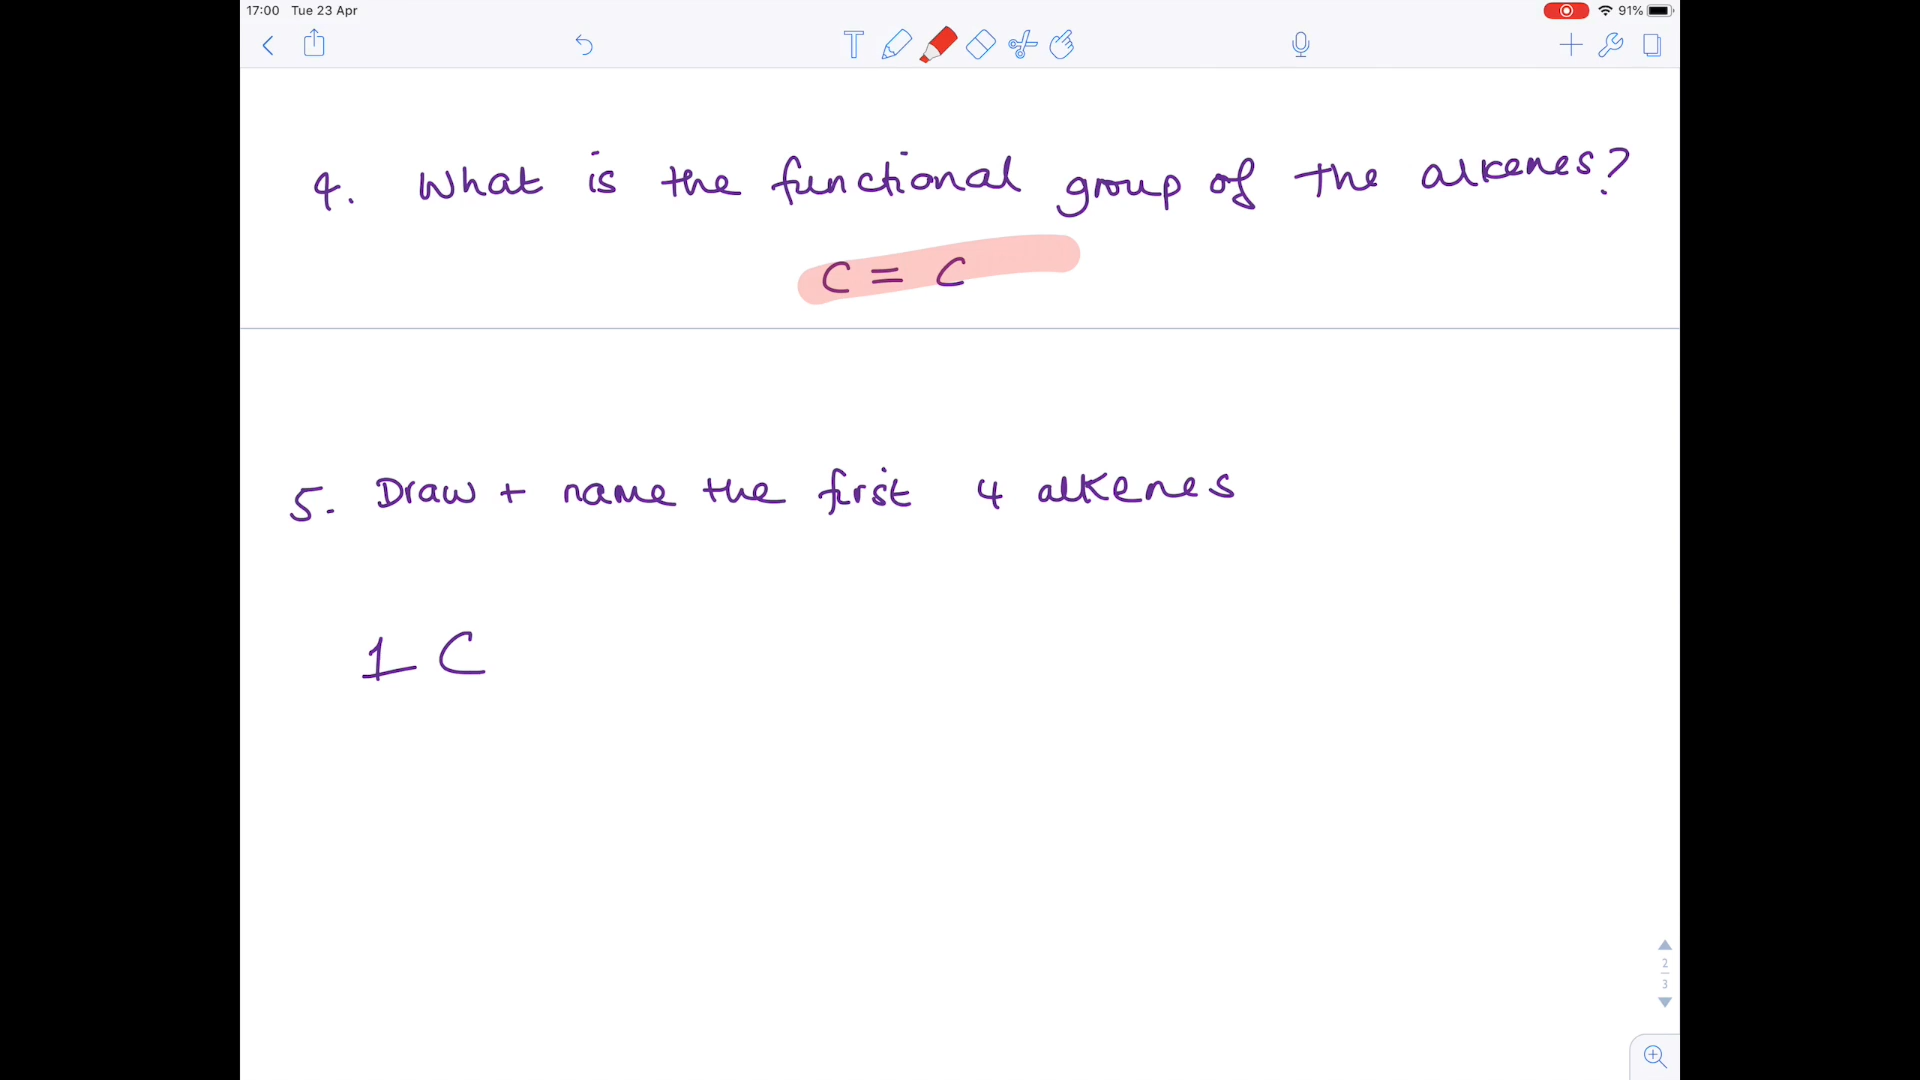 17:00 Tue 23 Apr 91%
T
4. What is the functional group of the alkenes?
C = C
5. Draw + name the first 4 alkenes
1 C
2
3